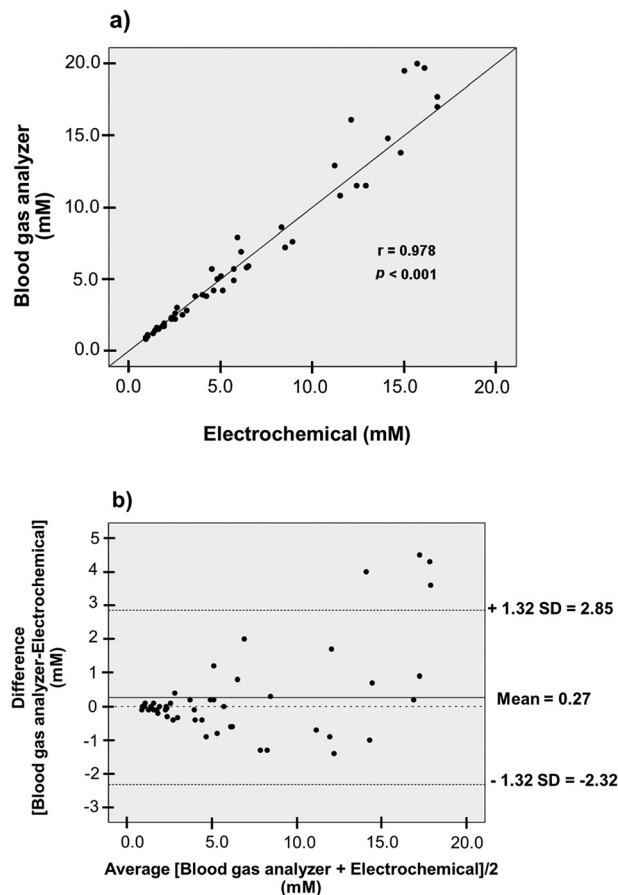 a)
Blood gas analyzer
(mM)
20.0
15.0
10.0
5.0
0.0
r = 0.978
p < 0.001
0.0 5.0 10.0 15.0 20.0
Electrochemical (mM)
b)
Difference
[Blood gas analyzer-Electrochemical]
(mM)
5
4
3
2
1
0
-1
-2
-3
+ 1.32 SD = 2.85
Mean = 0.27
- 1.32 SD = -2.32
0.0 5.0 10.0 15.0 20.0
Average [Blood gas analyzer + Electrochemical]/2
(mM)